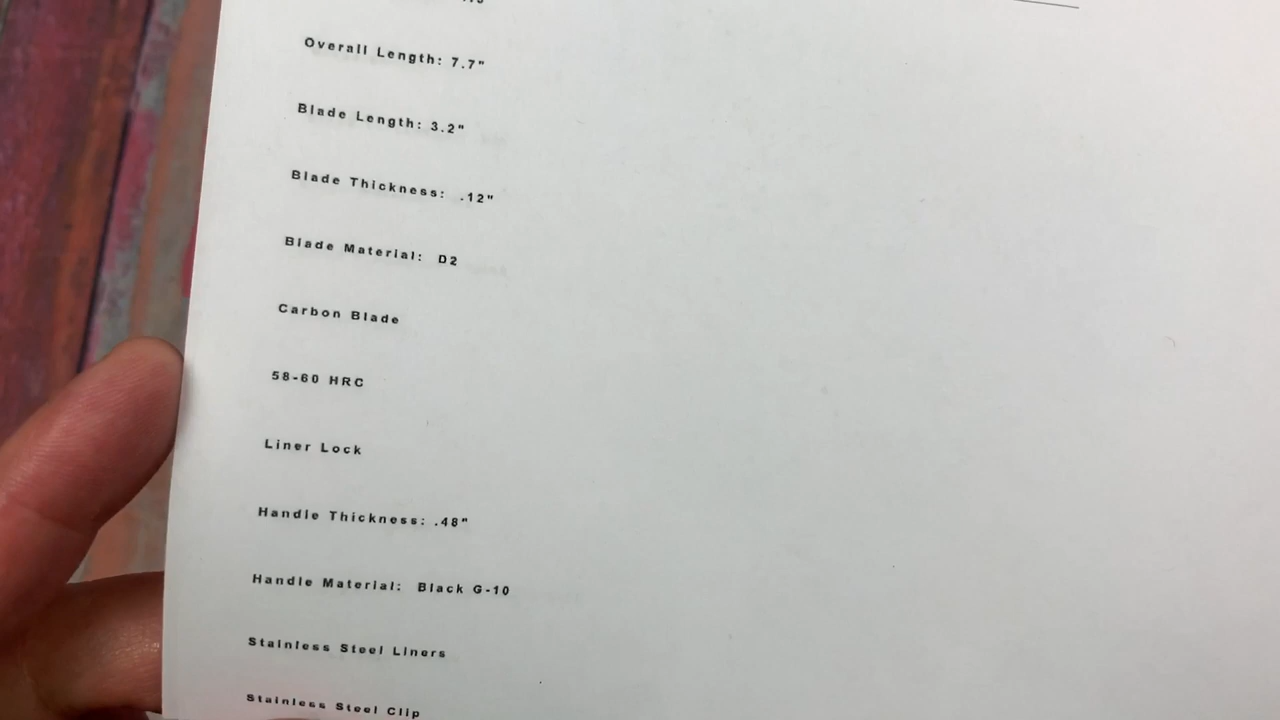 Overall Length: 7.7"
Blade Length: 3.2"
Blade Thickness: .12"
Blade Material: D2
Carbon Blade
58-60 HRC
Liner Lock
Handle Thickness: .48"
Handle Material: Black G-10
Stainless Steel Liners
Stainless Steel Clip